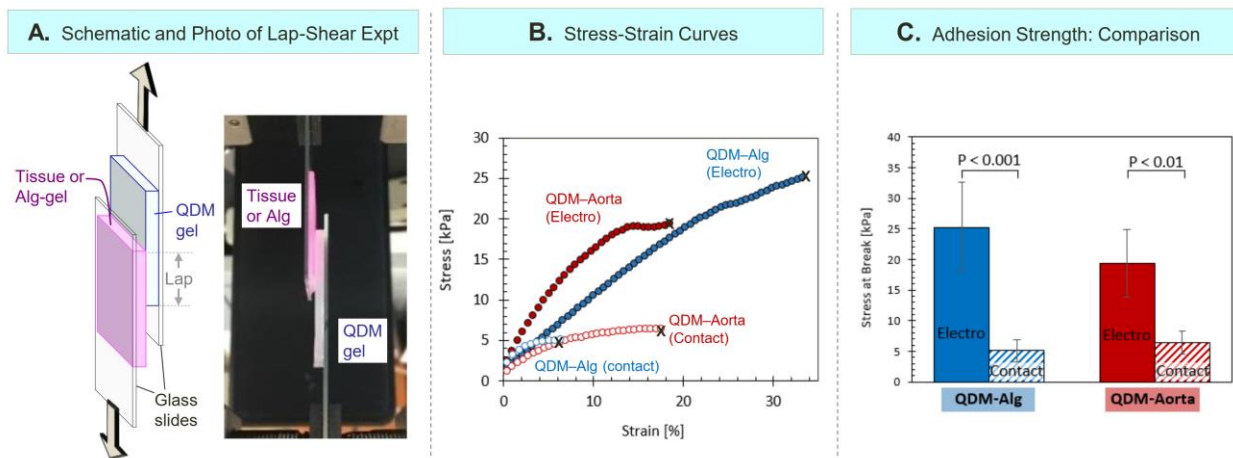 A. Schematic and Photo of Lap-Shear Expt
Tissue or
Alg-gel
QDM
gel
Lap
Glass
slides
Tissue
or Alg
QDM
gel
B. Stress-Strain Curves
Stress [kPa]
30
25
20
15
10
5
0
0
10
20
30
Strain [%]
QDM–Alg
(Electro)
QDM–Aorta
(Electro)
QDM–Aorta
(Contact)
QDM–Alg (contact)
X
X
X
X
C. Adhesion Strength: Comparison
Stress at Break [kPa]
40
35
30
25
20
15
10
5
0
P < 0.001
P < 0.01
Electro
Contact
Electro
Contact
QDM-Alg
QDM-Aorta